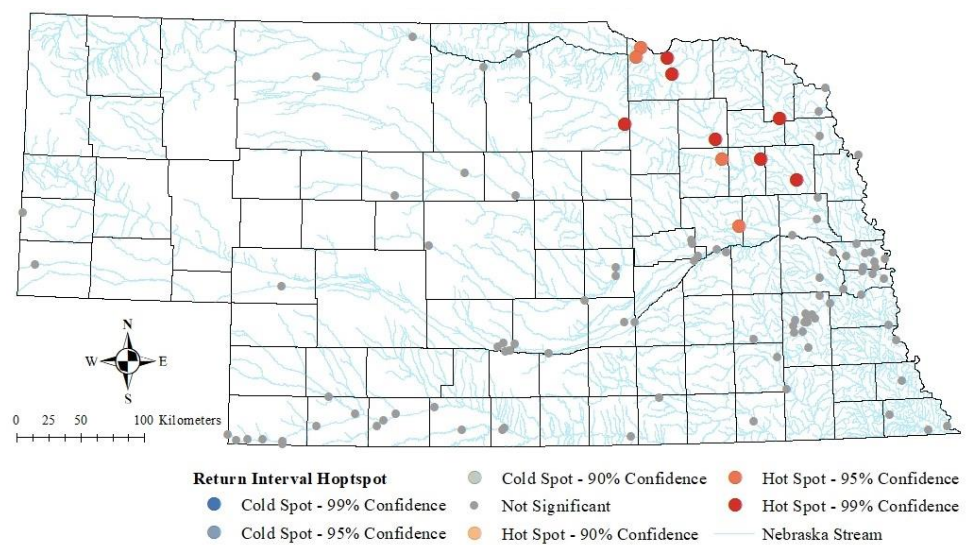 N
W E
S
0 25 50 100 Kilometers
Return Interval Hoptspot
Cold Spot - 99% Confidence
Cold Spot - 95% Confidence
Cold Spot - 90% Confidence
Not Significant
Hot Spot - 90% Confidence
Hot Spot - 95% Confidence
Hot Spot - 99% Confidence
Nebraska Stream